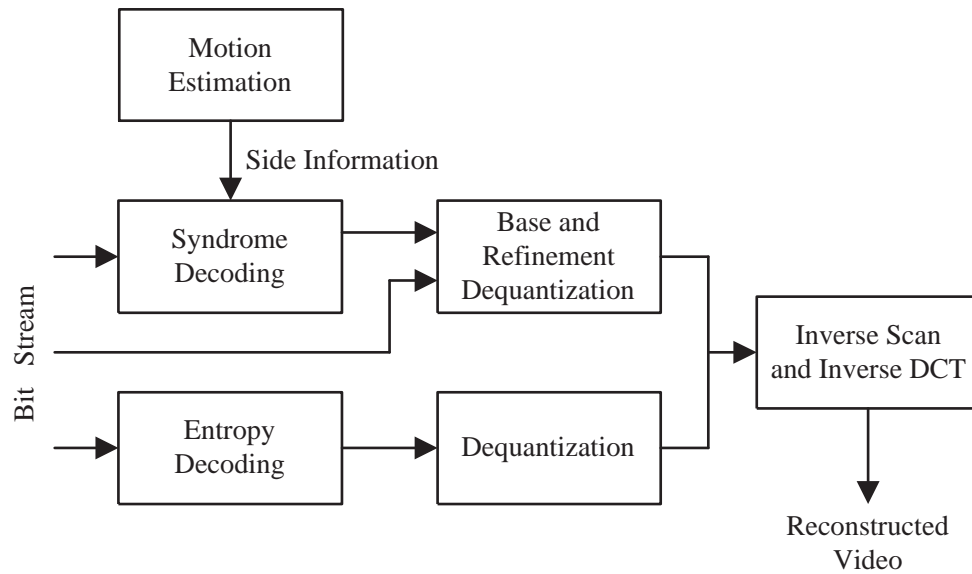 Motion
Estimation
Side Information
Syndrome
Decoding
Base and
Refinement
Dequantization
Bit Stream
Inverse Scan
and Inverse DCT
Entropy
Decoding
Dequantization
Reconstructed
Video